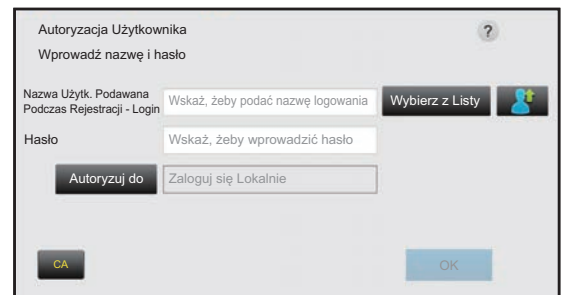 Autoryzacja Użytkownika
?
Wprowadź nazwę i hasło
Nazwa Użytk. Podawana
Podczas Rejestracji - Login
Wskaż, żeby podać nazwę logowania
Wybierz z Listy
Hasło
Wskaż, żeby wprowadzić hasło
Autoryzuj do
Zaloguj się Lokalnie
CA
OK